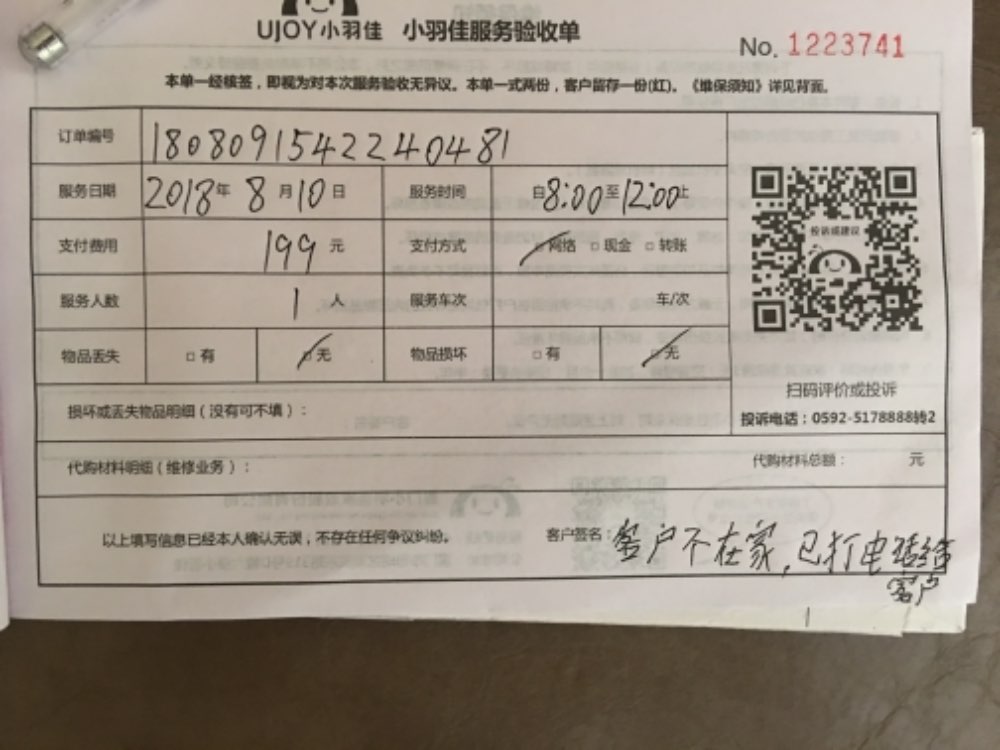 UJOY小羽佳 小羽佳服务验收单
No. 1223741
本单一经核签，即视为对本次服务验收无异议。本单一式两份，客户留存一份(红)。《维保须知》详见背面。
订单编号 180809154222404 81
服务日期 2018年 8月10日 服务时间 自8:00至12:00止
支付费用 199元 支付方式 □网络 □现金 □转账
服务人数 1人 服务车次 车/次
物品丢失 □有 □无 物品损坏 □有 □无
投诉或建议
扫码评价或投诉
投诉电话：0592-5178888转2
损坏或丢失物品明细（没有可不填）：
代购材料明细（维修业务）： 代购材料总额： 元
以上填写信息已经本人确认无误，不存在任何争议纠纷。 客户签名：客户不在家，已打电话给
客户